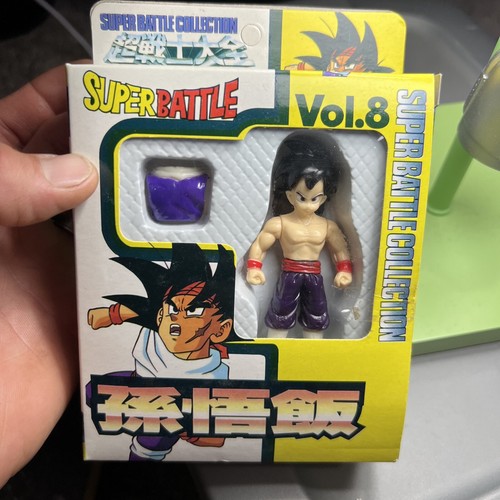 SUPER BATTLE COLLECTION
超戦士大全
SUPER BATTLE
Vol.8
SUPER BATTLE COLLECTION
孫悟飯